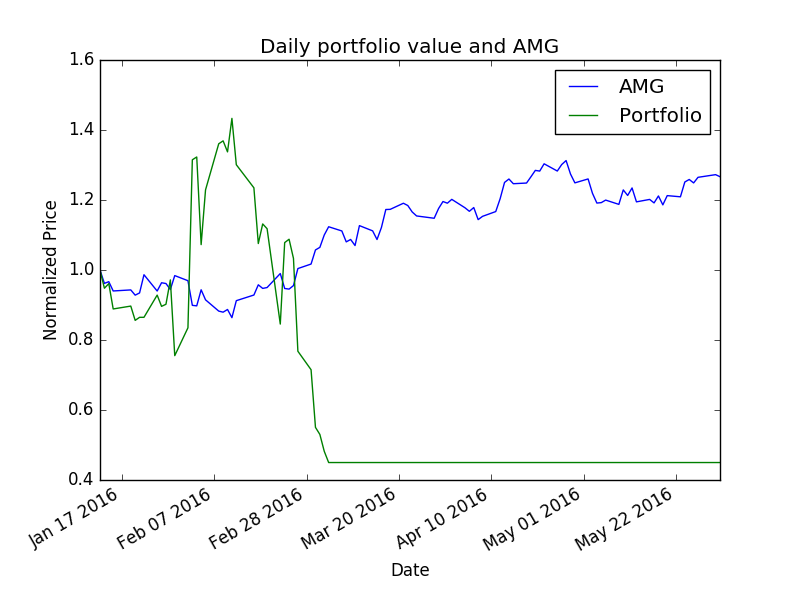 Daily portfolio value and AMG
1.6
1.4
1.2
1.0
0.8
0.6
0.4
Normalized Price
AMG
Portfolio
Jan 17 2016
Feb 07 2016
Feb 28 2016
Mar 20 2016
Apr 10 2016
May 01 2016
May 22 2016
Date